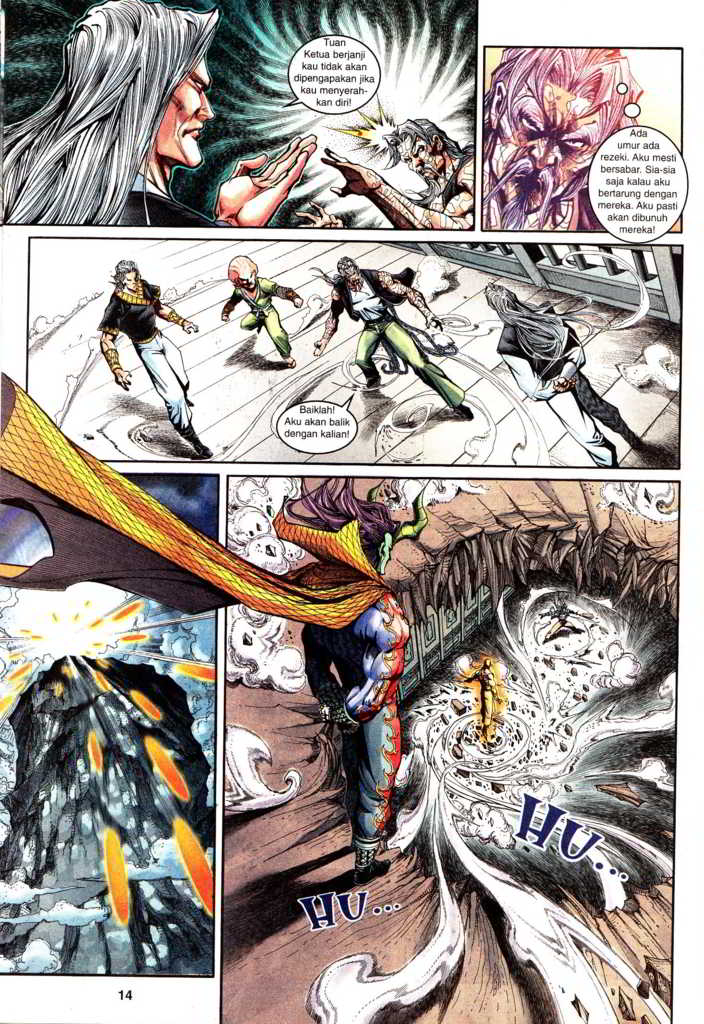 Tuan
Ketua berjanji
kau tidak akan
dipengapakan jika
kau menyerah-
kan diri!
Ada
umur ada
rezeki. Aku mesti
bersabar. Sia-sia
saja kalau aku
bertarung dengan
mereka. Aku pasti
akan dibunuh
mereka!
Baiklah!
Aku akan balik
dengan kalian!
HU...
HU...
14